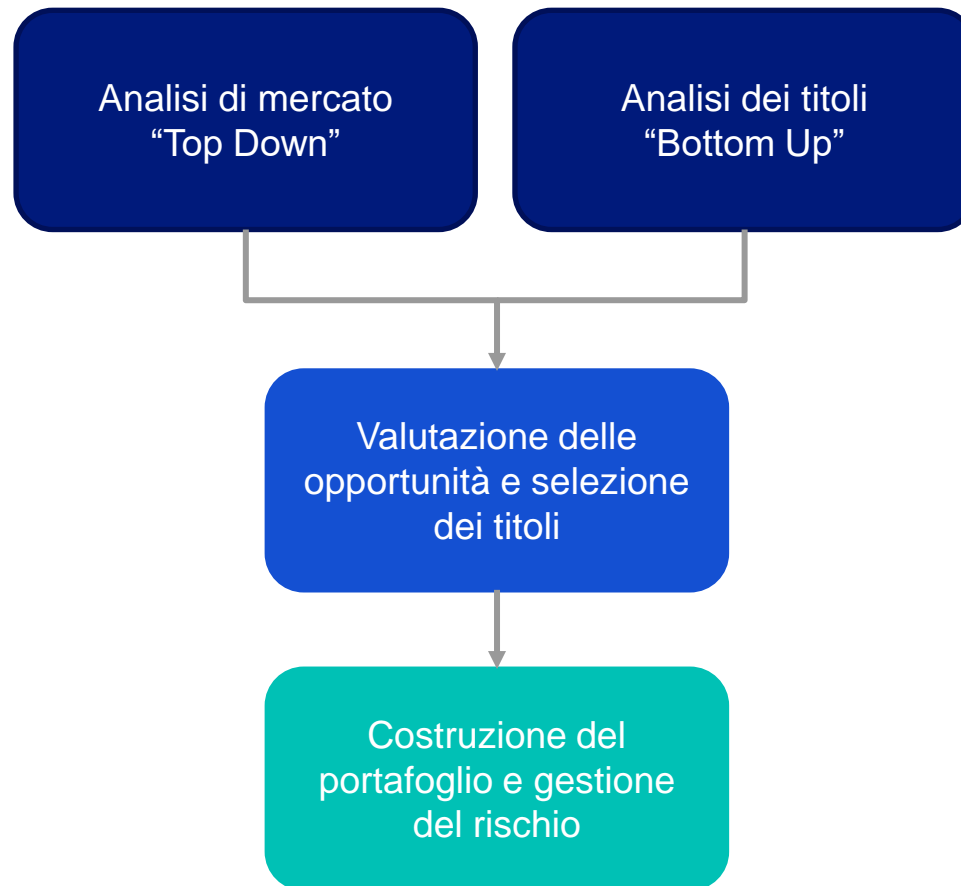 Analisi di mercato
“Top Down”
Analisi dei titoli
“Bottom Up”
Valutazione delle
opportunità e selezione
dei titoli
Costruzione del
portafoglio e gestione
del rischio